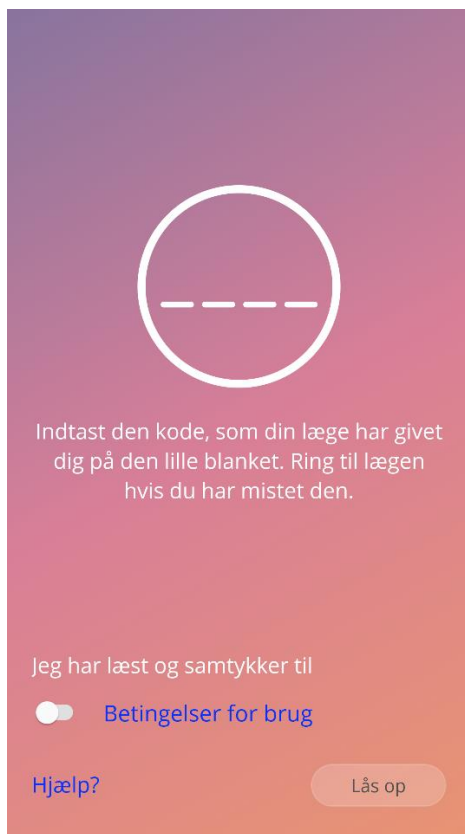 Indtast den kode, som din læge har givet
dig på den lille blanket. Ring til lægen
hvis du har mistet den.
Jeg har læst og samtykker til
Betingelser for brug
Hjælp?
Lås op